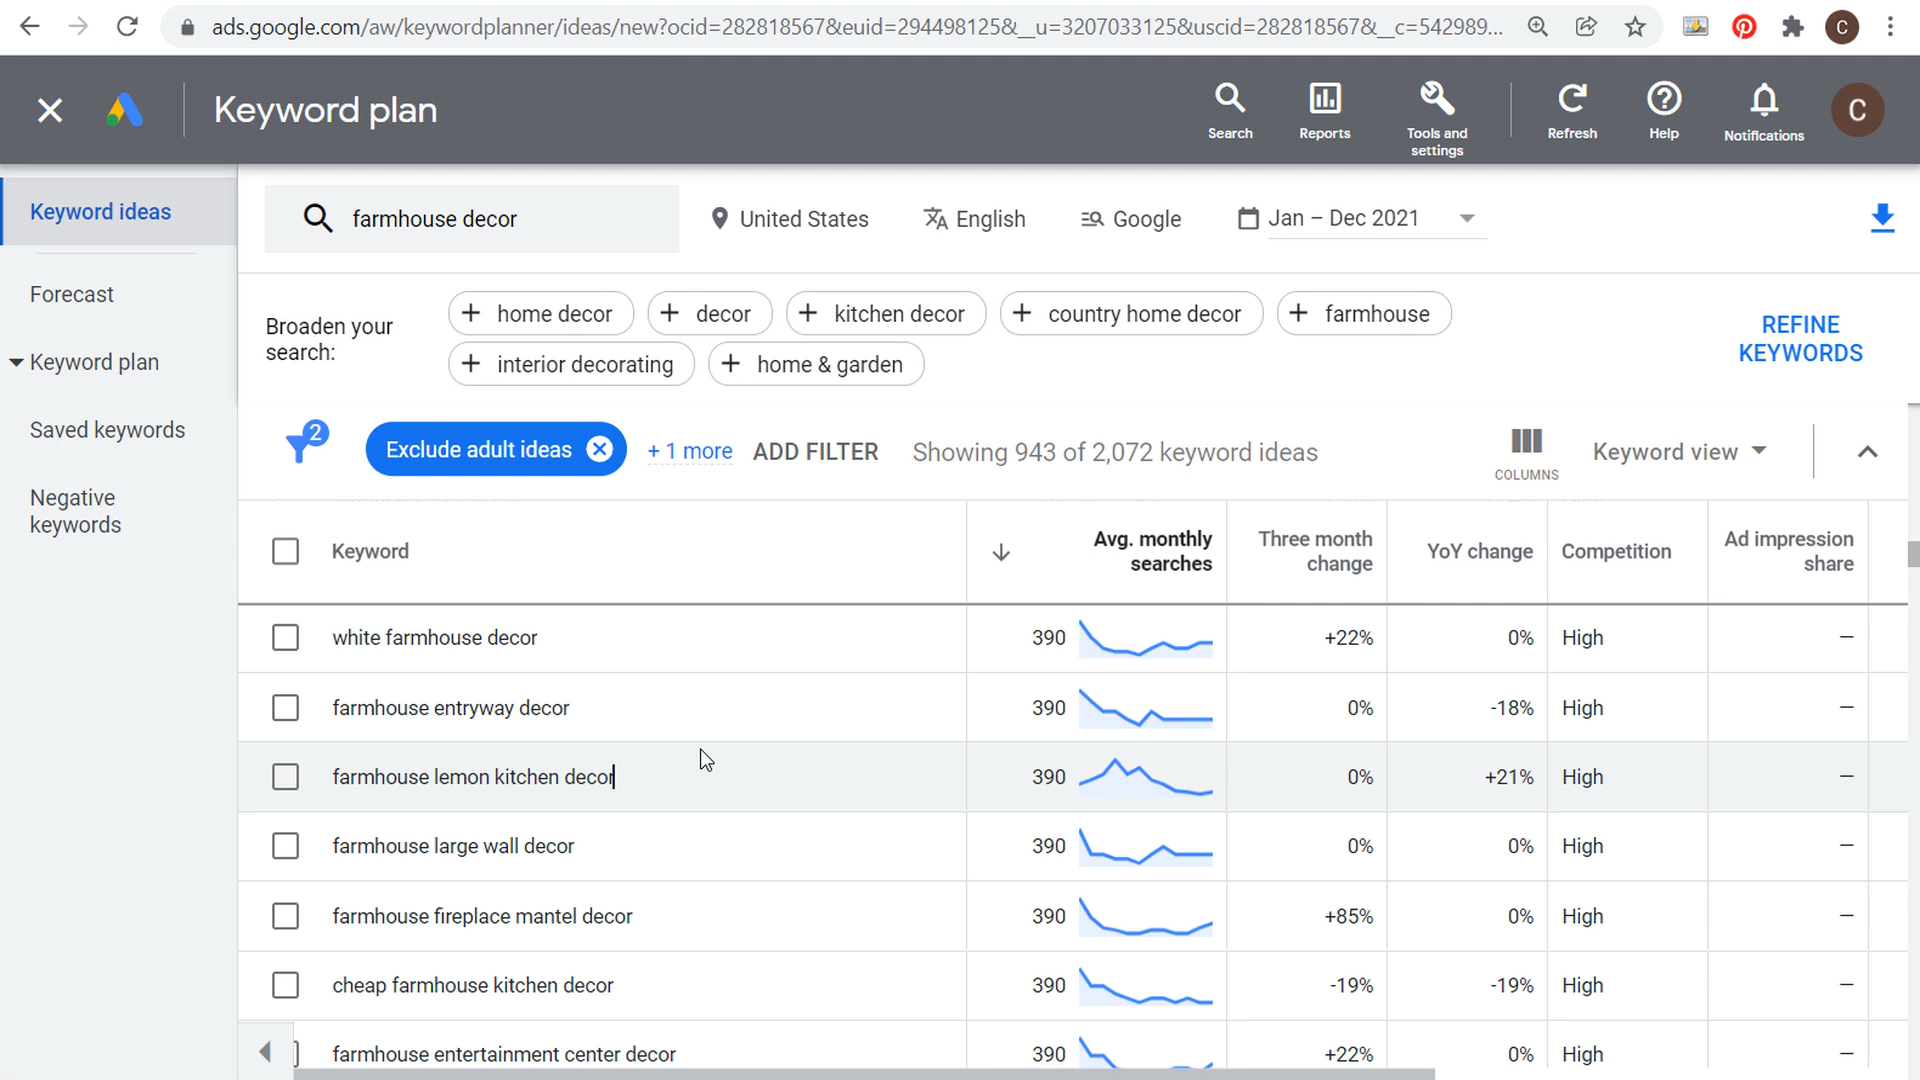 ads.google.com/aw/keywordplanner/ideas/new?ocid=282818567&euid=294498125&__u=3207033125&uscid=282818567&__c=542989...
C
Keyword plan
Search
Reports
Tools and settings
Refresh
Help
Notifications
C
Keyword ideas
Forecast
Keyword plan
Saved keywords
Negative keywords
farmhouse decor
United States
English
Google
Jan – Dec 2021
Broaden your search:
+ home decor
+ decor
+ kitchen decor
+ country home decor
+ farmhouse
+ interior decorating
+ home & garden
REFINE KEYWORDS
2
Exclude adult ideas
+ 1 more
ADD FILTER
Showing 943 of 2,072 keyword ideas
COLUMNS
Keyword view
Keyword Avg. monthly searches Three month change YoY change Competition Ad impression share
white farmhouse decor 390 +22% 0% High –
farmhouse entryway decor 390 0% -18% High –
farmhouse lemon kitchen decor 390 0% +21% High –
farmhouse large wall decor 390 0% 0% High –
farmhouse fireplace mantel decor 390 +85% 0% High –
cheap farmhouse kitchen decor 390 -19% -19% High –
farmhouse entertainment center decor 390 +22% 0% High –